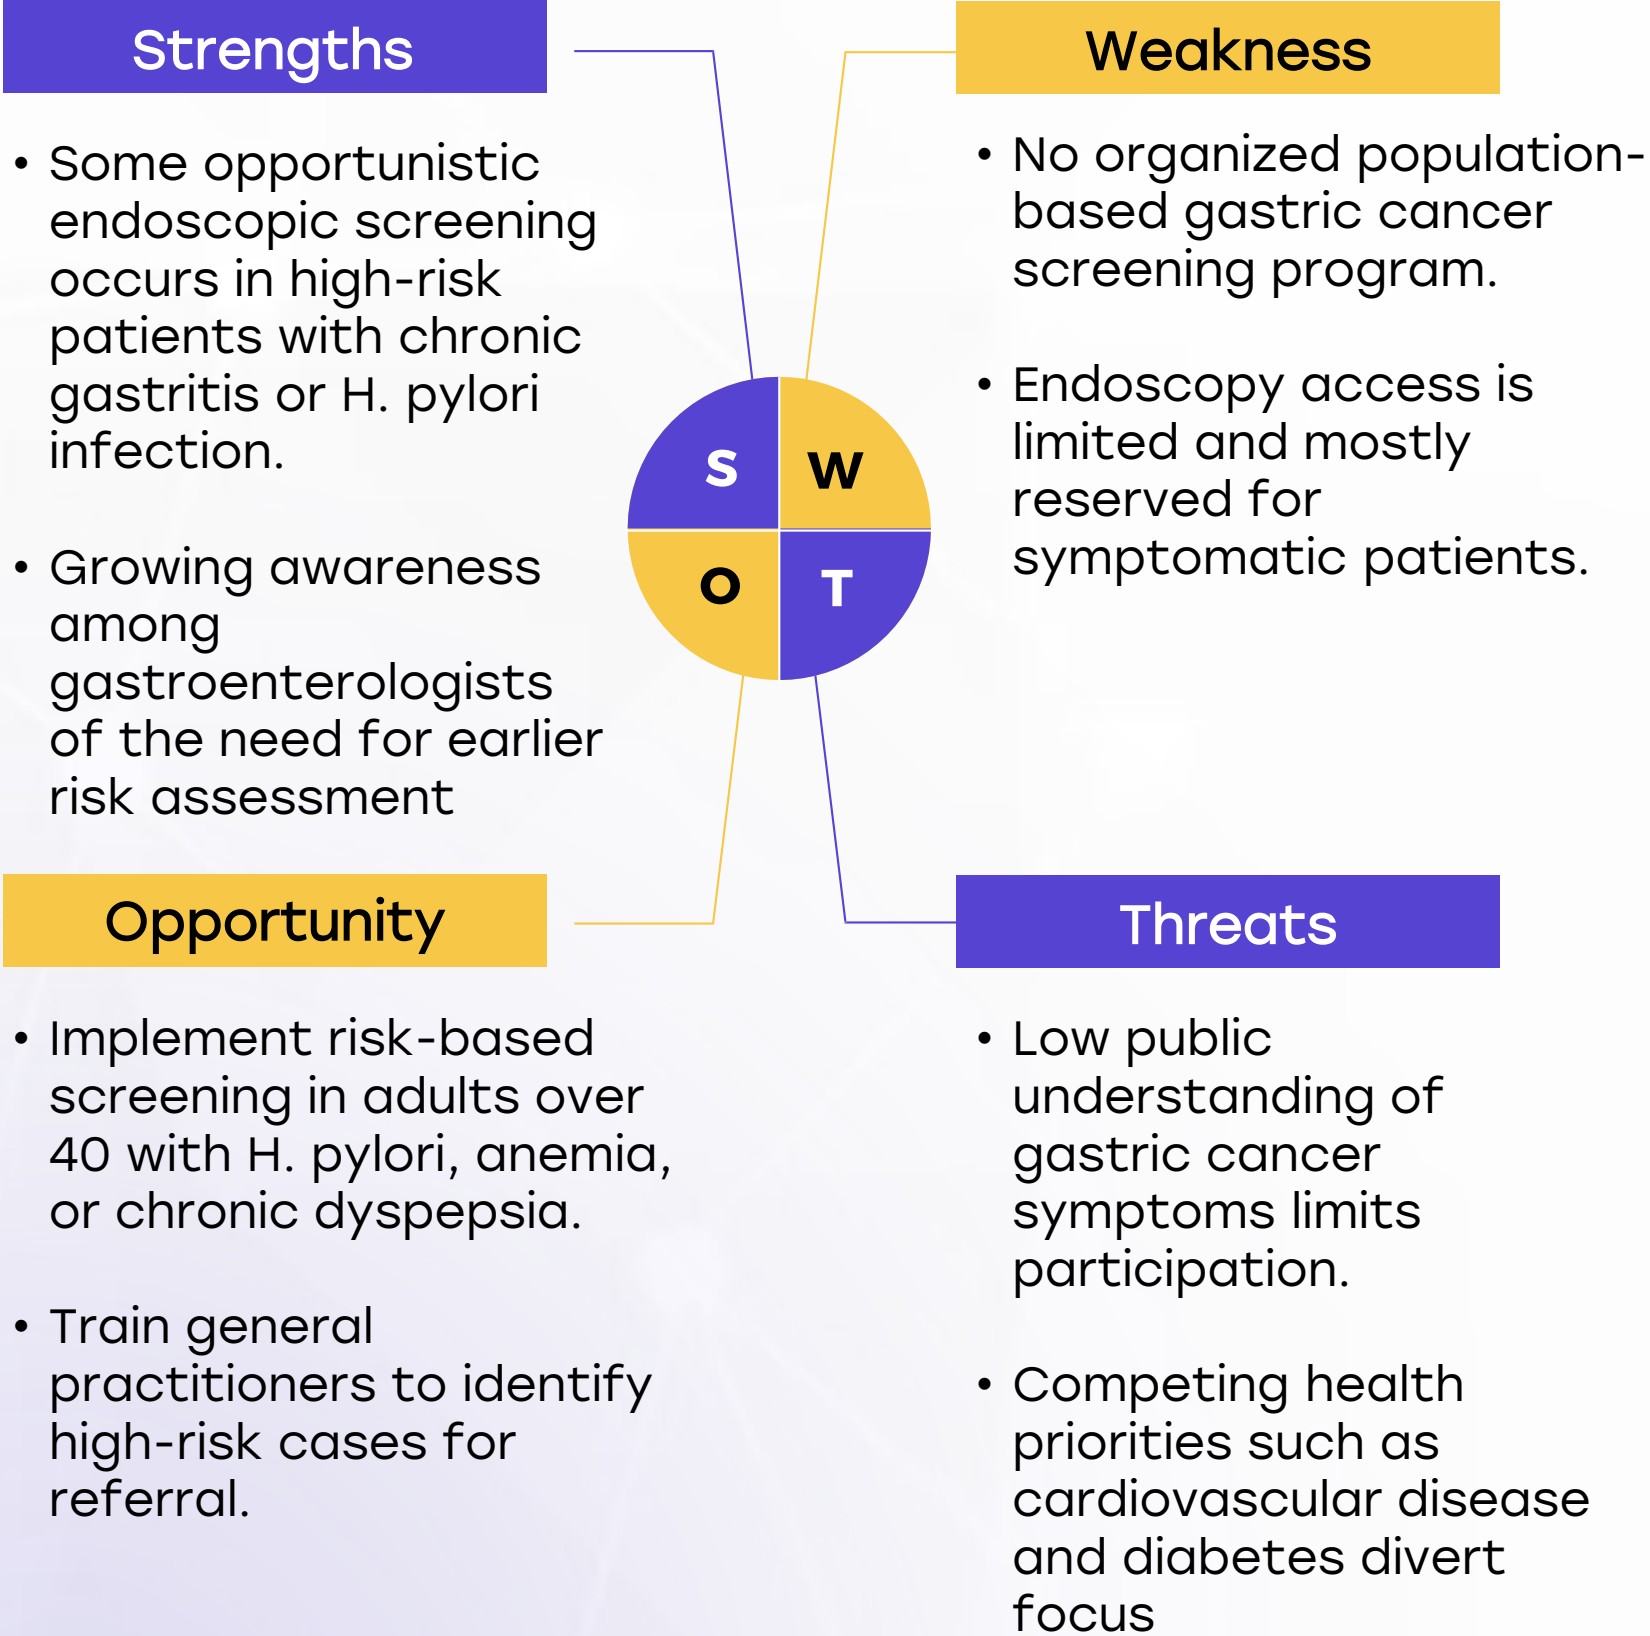 Strengths
• Some opportunistic
endoscopic screening
occurs in high-risk
patients with chronic
gastritis or H. pylori
infection.
• Growing awareness
among
gastroenterologists
of the need for earlier
risk assessment
Weakness
• No organized population-
based gastric cancer
screening program.
• Endoscopy access is
limited and mostly
reserved for
symptomatic patients.
S
W
O
T
Opportunity
• Implement risk-based
screening in adults over
40 with H. pylori, anemia,
or chronic dyspepsia.
• Train general
practitioners to identify
high-risk cases for
referral.
Threats
• Low public
understanding of
gastric cancer
symptoms limits
participation.
• Competing health
priorities such as
cardiovascular disease
and diabetes divert
focus